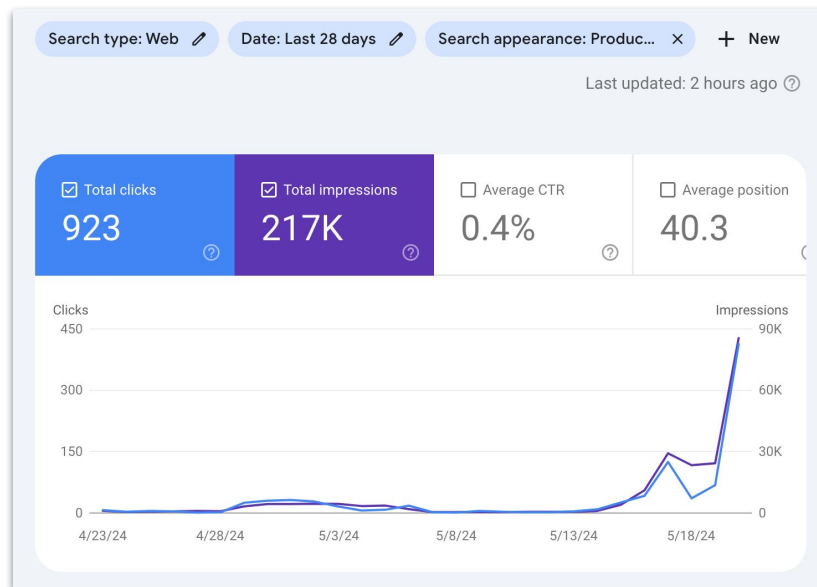 Search type: Web Date: Last 28 days Search appearance: Produc... × + New
Last updated: 2 hours ago ?
Total clicks Total impressions Average CTR Average position
923 217K 0.4% 40.3
Clicks Impressions
450 90K
300 60K
150 30K
0 0
4/23/24 4/28/24 5/3/24 5/8/24 5/13/24 5/18/24